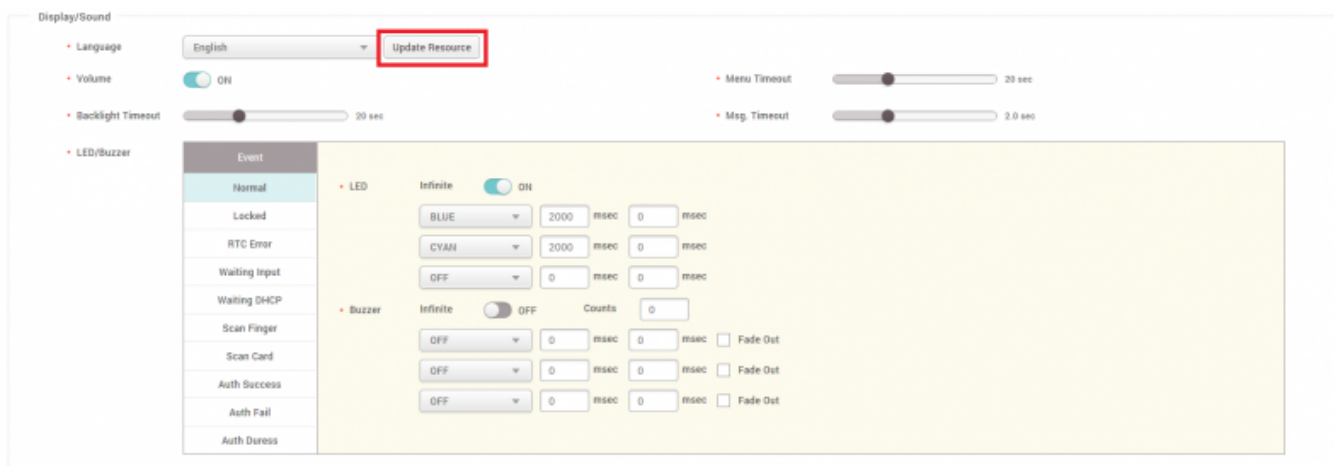 Display/Sound
• Language English Update Resource
• Volume ON • Menu Timeout 20 sec
• Backlight Timeout 20 sec • Msg. Timeout 2.0 sec
• LED/Buzzer Event
Normal • LED Infinite ON
Locked BLUE 2000 msec 0 msec
RTC Error CYAN 2000 msec 0 msec
Waiting Input OFF 0 msec 0 msec
Waiting DHCP • Buzzer Infinite OFF Counts 0
Scan Finger OFF 0 msec 0 msec Fade Out
Scan Card OFF 0 msec 0 msec Fade Out
Auth Success OFF 0 msec 0 msec Fade Out
Auth Fail
Auth Duress